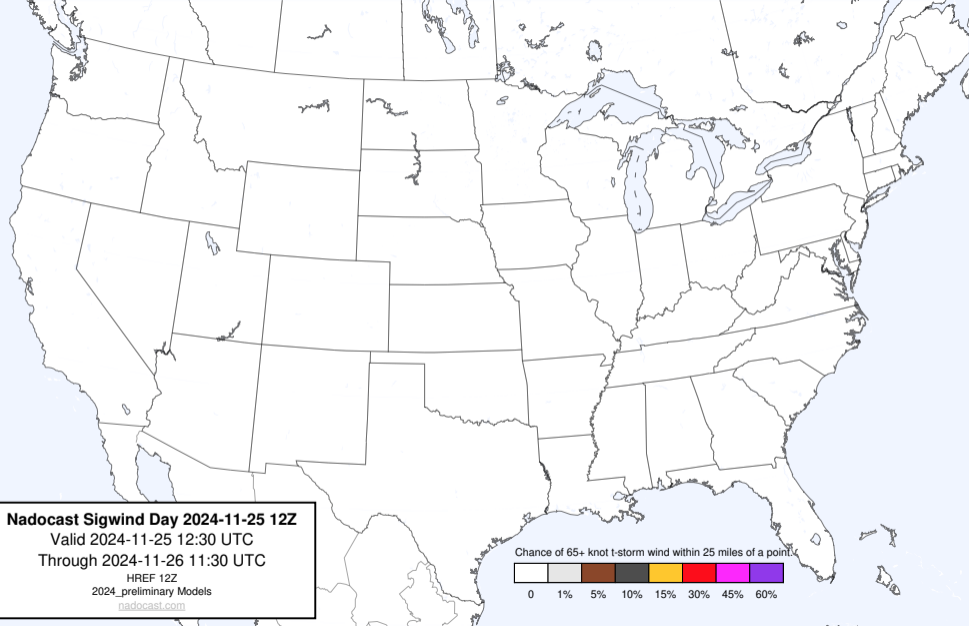 Nadocast Sigwind Day 2024-11-25 12Z
Valid 2024-11-25 12:30 UTC
Through 2024-11-26 11:30 UTC
HREF 12Z
2024_preliminary Models
nadocast.com
Chance of 65+ knot t-storm wind within 25 miles of a point.
0 1% 5% 10% 15% 30% 45% 60%